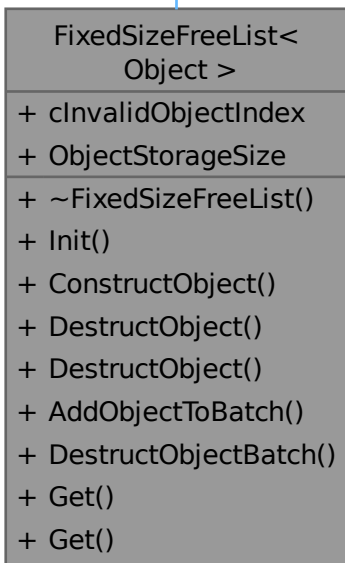 FixedSizeFreeList<
Object >
+ cInvalidObjectIndex
+ ObjectStorageSize
+ ~FixedSizeFreeList()
+ Init()
+ ConstructObject()
+ DestructObject()
+ DestructObject()
+ AddObjectToBatch()
+ DestructObjectBatch()
+ Get()
+ Get()